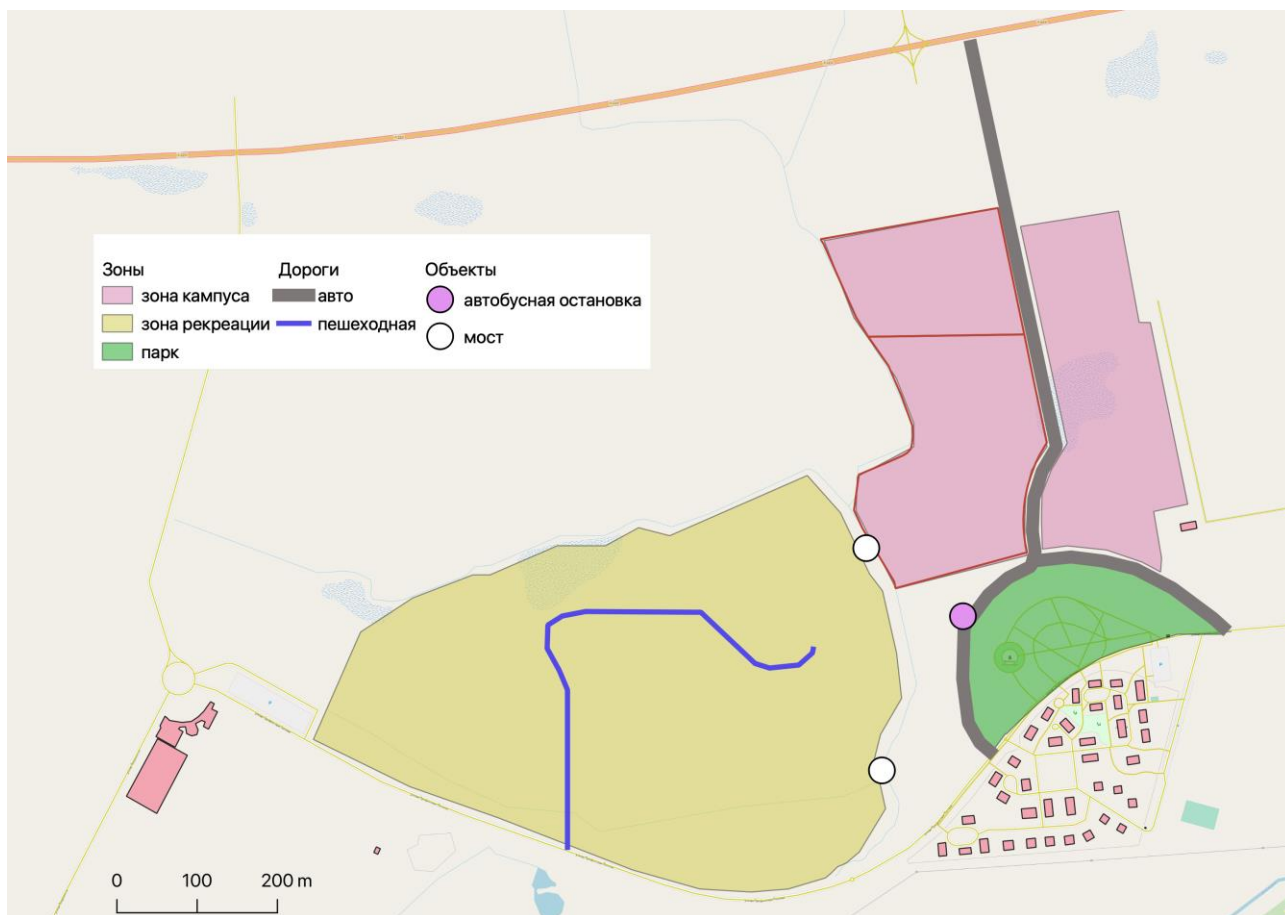 Зоны
зона кампуса
зона рекреации
парк
Дороги
авто
пешеходная
Объекты
автобусная остановка
мост
0 100 200 m